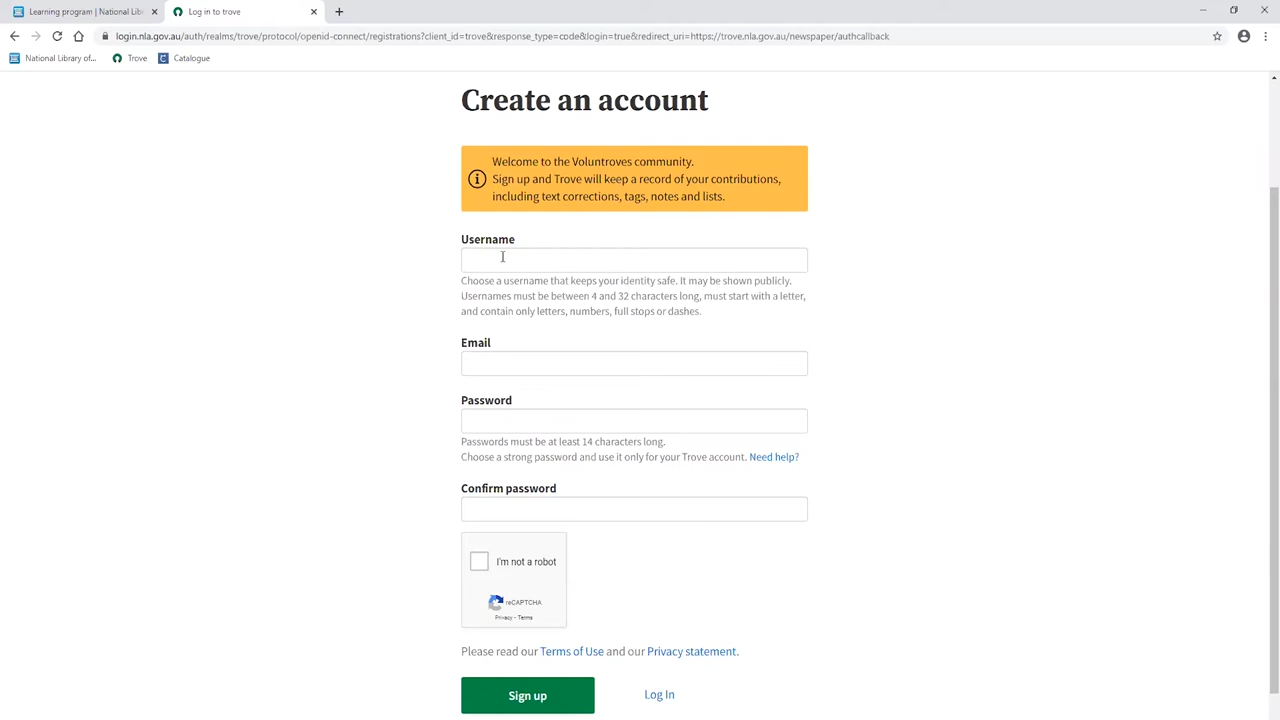 Learning program | National Lib
Log in to trove
login.nla.gov.au/auth/realms/trove/protocol/openid-connect/registrations?client_id=trove&response_type=code&login=true&redirect_uri=https://trove.nla.gov.au/newspaper/authcallback
National Library of...
Trove
Catalogue
Create an account
Welcome to the Voluntroves community.
Sign up and Trove will keep a record of your contributions,
including text corrections, tags, notes and lists.
Username
Choose a username that keeps your identity safe. It may be shown publicly.
Usernames must be between 4 and 32 characters long, must start with a letter,
and contain only letters, numbers, full stops or dashes.
Email
Password
Passwords must be at least 14 characters long.
Choose a strong password and use it only for your Trove account. Need help?
Confirm password
I'm not a robot
reCAPTCHA
Privacy - Terms
Please read our Terms of Use and our Privacy statement.
Sign up
Log In